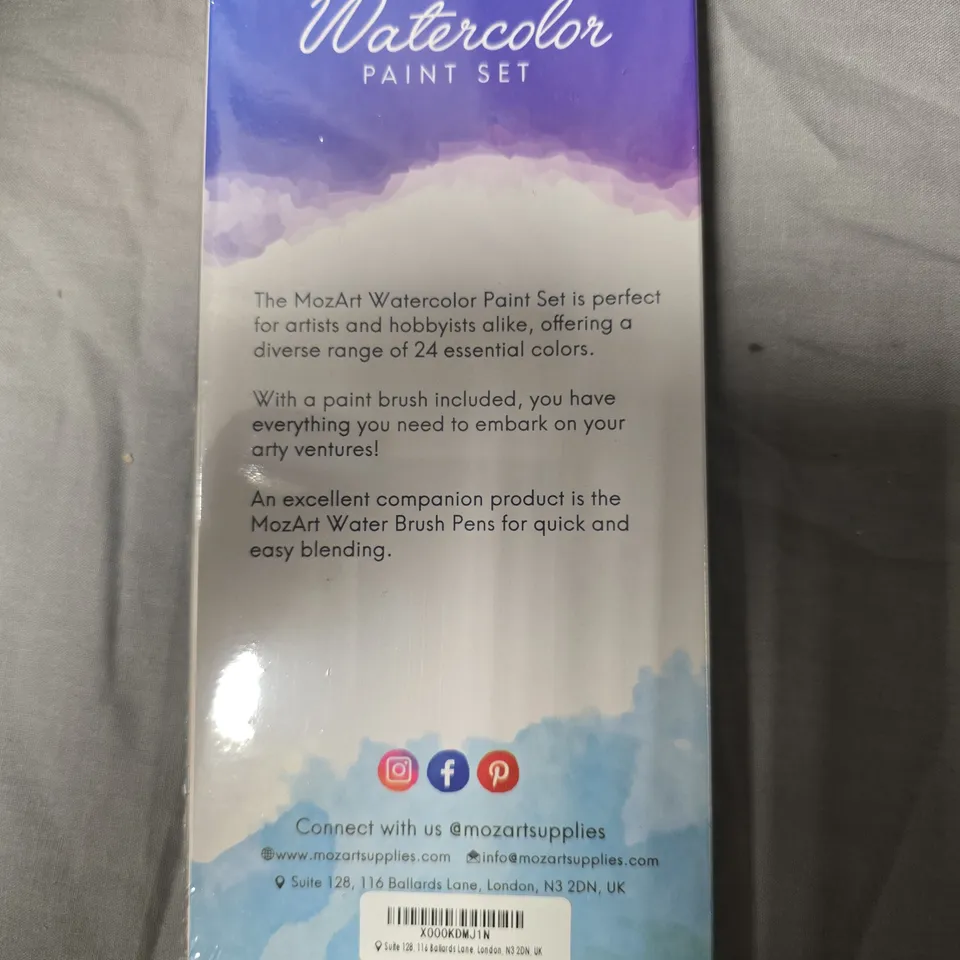 Watercolor
PAINT SET
The MozArt Watercolor Paint Set is perfect
for artists and hobbyists alike, offering a
diverse range of 24 essential colors.
With a paint brush included, you have
everything you need to embark on your
arty ventures!
An excellent companion product is the
MozArt Water Brush Pens for quick and
easy blending.
Connect with us @mozartsupplies
www.mozartsupplies.com info@mozartsupplies.com
Suite 128, 116 Ballards Lane, London, N3 2DN, UK
X000KDMJ1N
Suite 128, 116 Ballards Lane, London, N3 2DN, UK